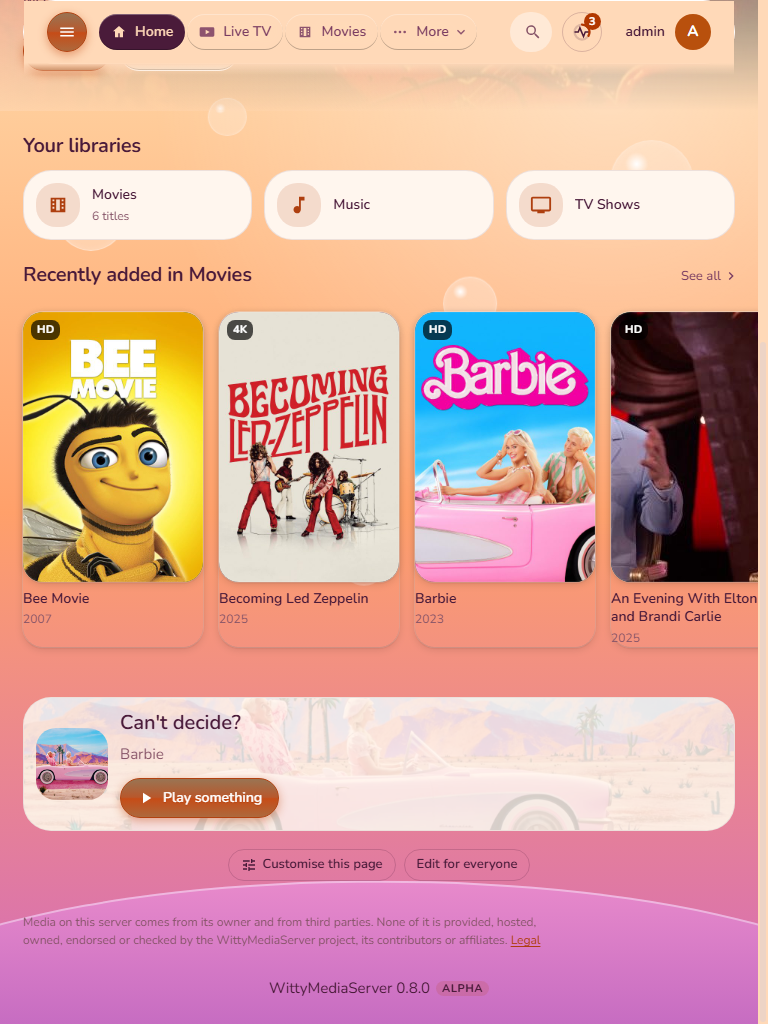 Home
Live TV
Movies
More
3
admin
A
Your libraries
Movies
6 titles
Music
TV Shows
Recently added in Movies
See all
HD
4K
HD
HD
BEE
MOVIE
BECOMING
LED-ZEPPELIN
Barbie
Bee Movie
2007
Becoming Led Zeppelin
2025
Barbie
2023
An Evening With Elton
and Brandi Carlie
2025
Can't decide?
Barbie
Play something
Customise this page
Edit for everyone
Media on this server comes from its owner and from third parties. None of it is provided, hosted,
owned, endorsed or checked by the WittyMediaServer project, its contributors or affiliates. Legal
WittyMediaServer 0.8.0 ALPHA